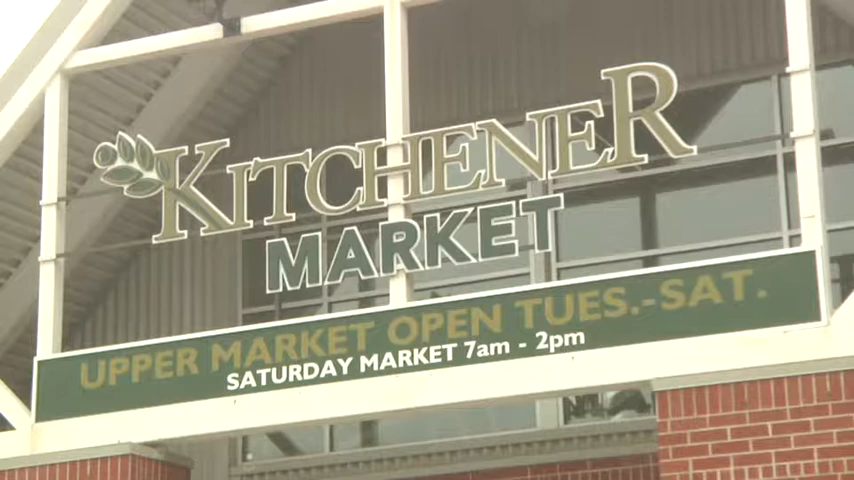 KITCHENER
MARKET
UPPER MARKET OPEN TUES.-SAT.
SATURDAY MARKET 7am - 2pm